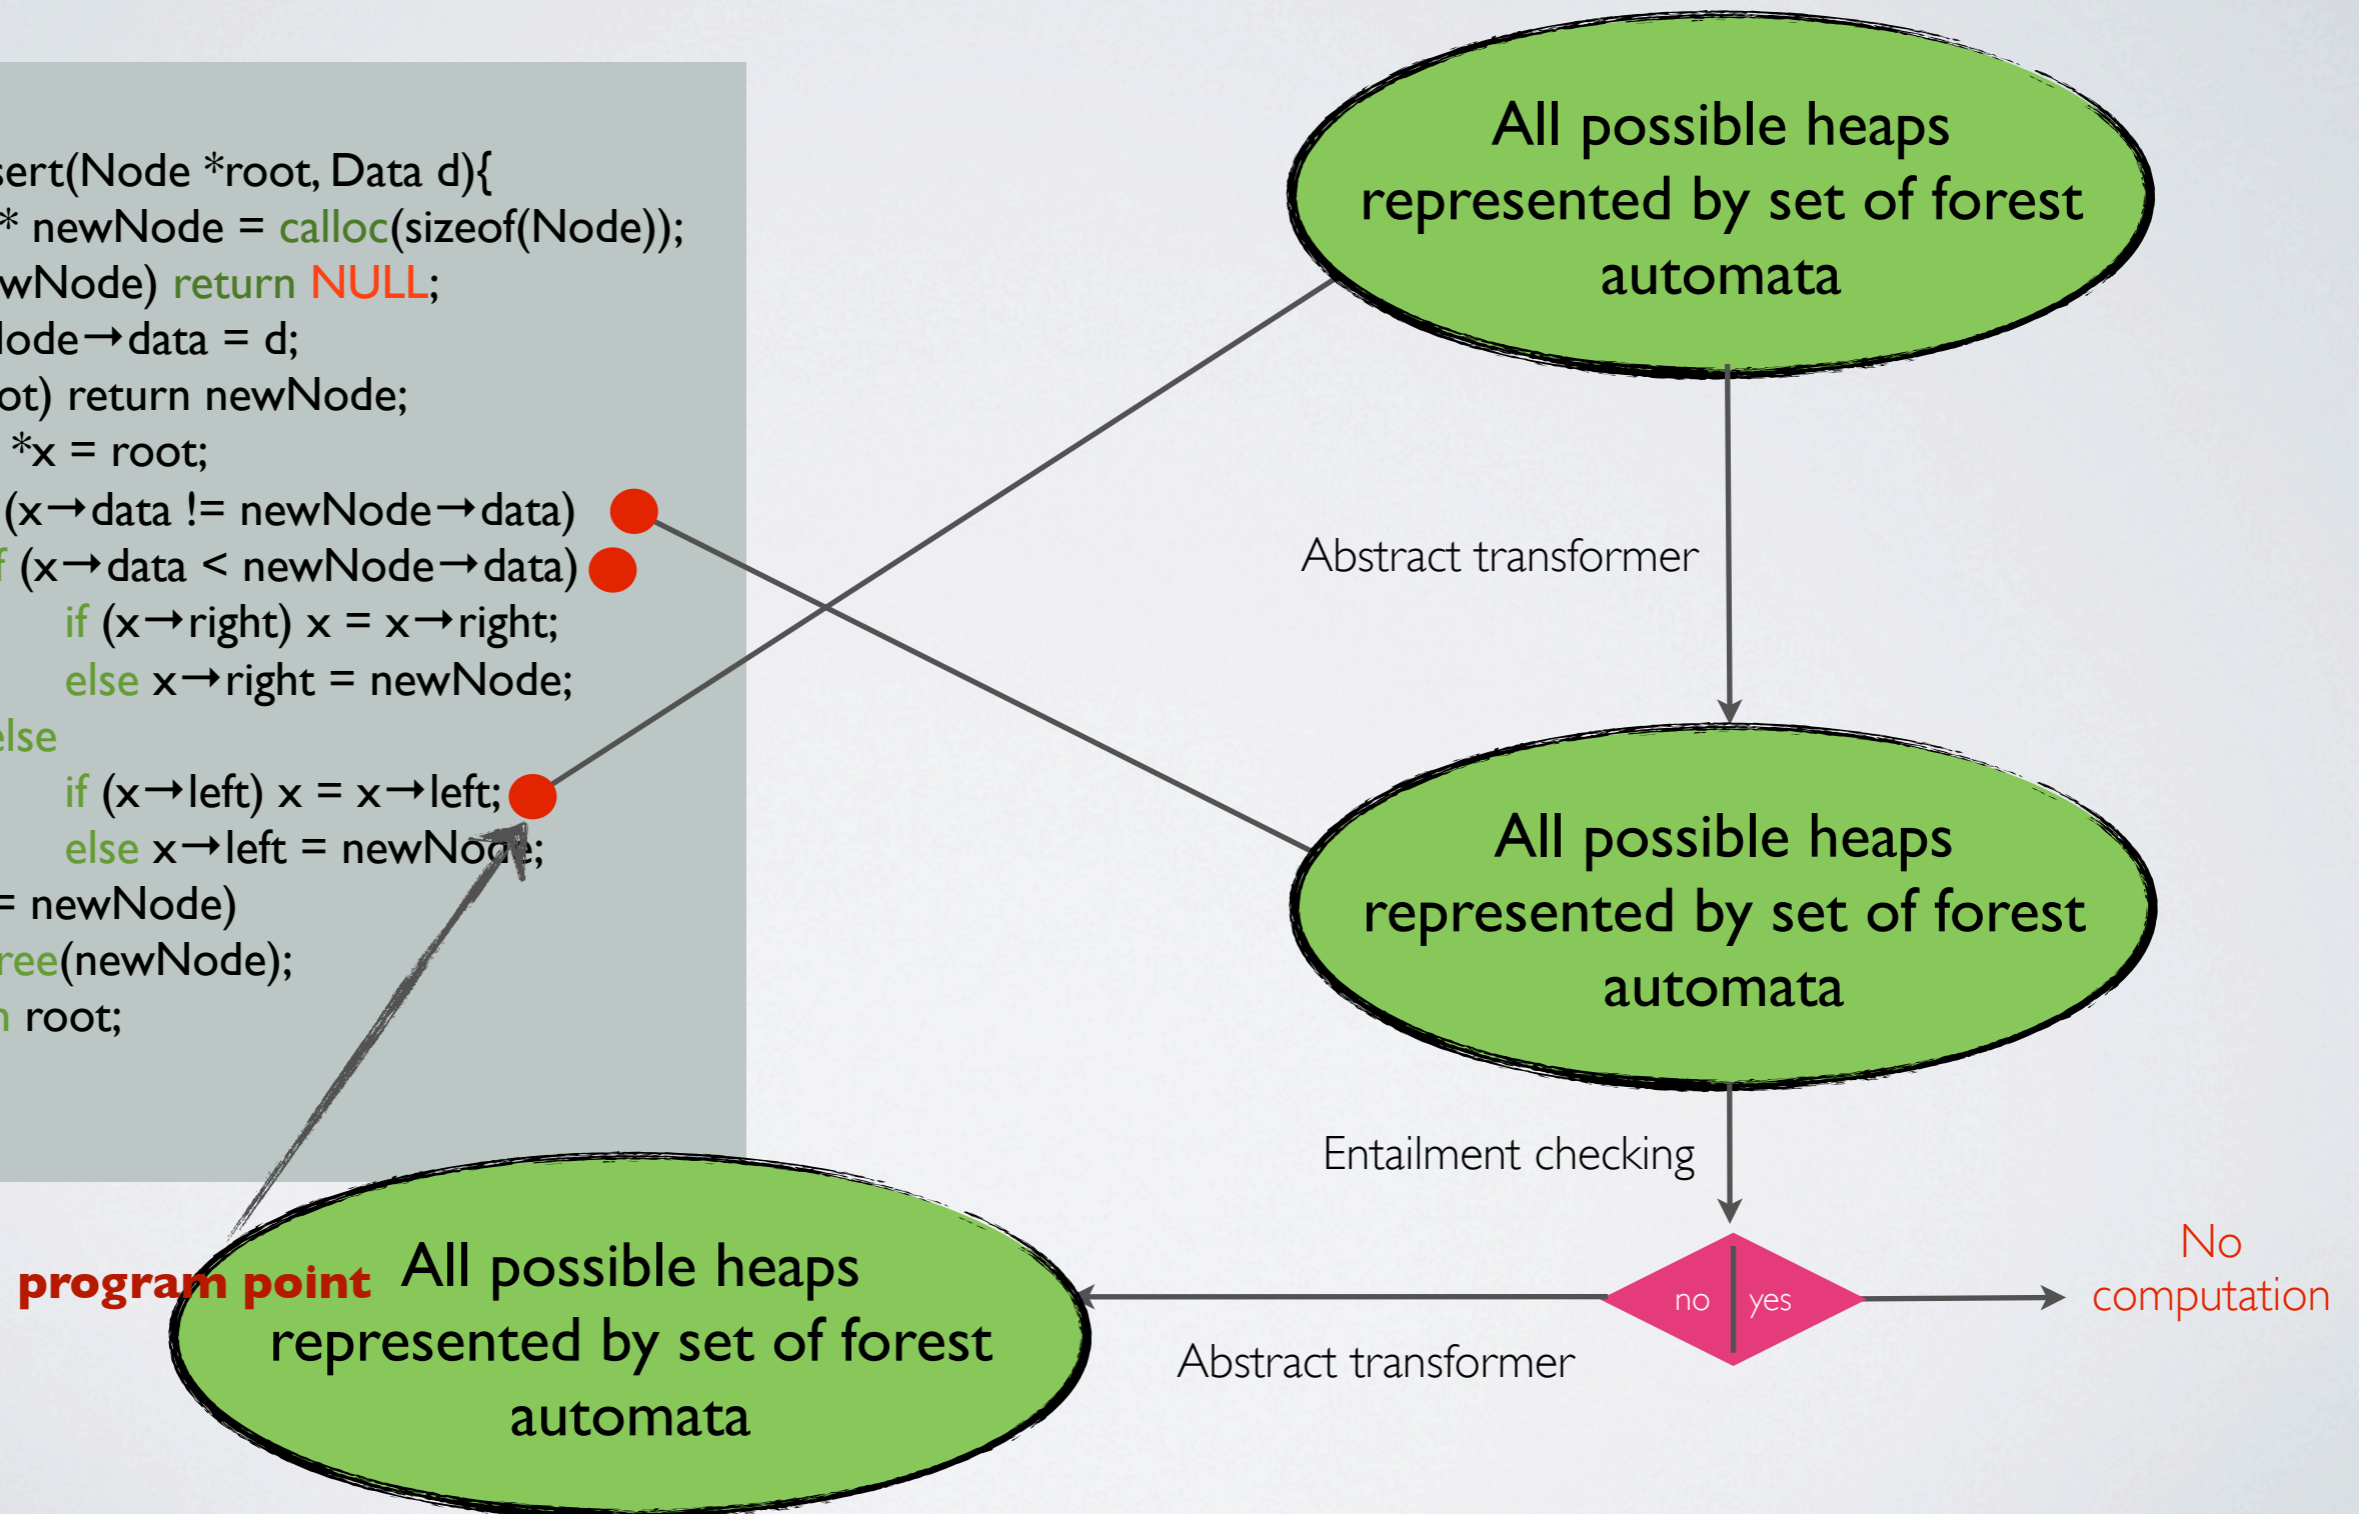 sert(Node *root, Data d){
* newNode = calloc(sizeof(Node));
wNode) return NULL;
lode→data = d;
ot) return newNode;
*x = root;
(x→data != newNode→data)
f (x→data < newNode→data)
if (x→right) x = x→right;
else x→right = newNode;
else
if (x→left) x = x→left;
else x→left = newNode;
= newNode)
free(newNode);
n root;
program point
All possible heaps
represented by set of forest
automata
Abstract transformer
All possible heaps
represented by set of forest
automata
Entailment checking
no yes
No
computation
Abstract transformer
All possible heaps
represented by set of forest
automata